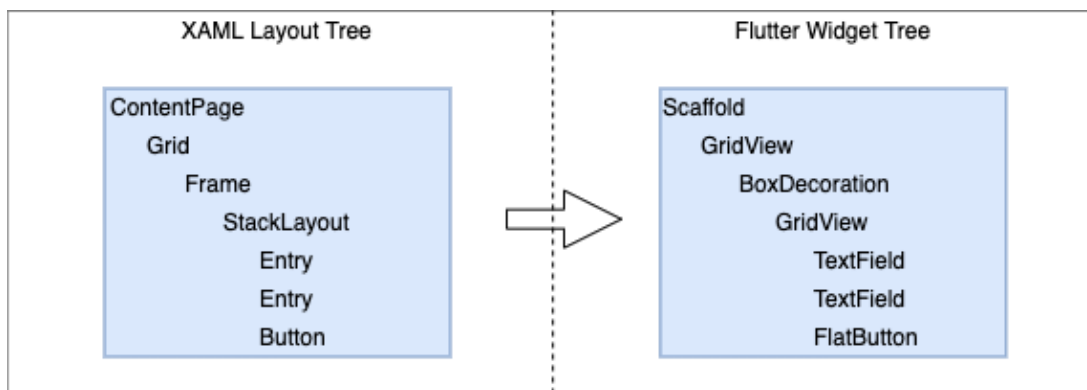 XAML Layout Tree
ContentPage
Grid
Frame
StackLayout
Entry
Entry
Button
Flutter Widget Tree
Scaffold
GridView
BoxDecoration
GridView
TextField
TextField
FlatButton